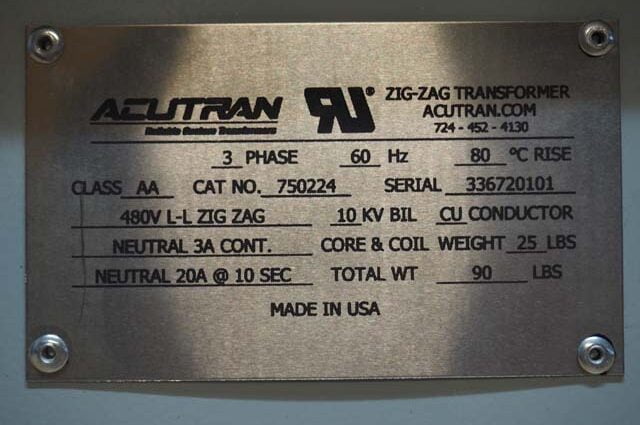 ACUTRAN
Reliable Custom Transformers
RU®
ZIG-ZAG TRANSFORMER
ACUTRAN.COM
724-452-4130
3 PHASE 60 Hz 80 °C RISE
CLASS AA CAT NO. 750224 SERIAL 336720101
480V L-L ZIG ZAG 10 KV BIL CU CONDUCTOR
NEUTRAL 3A CONT. CORE & COIL WEIGHT 25 LBS
NEUTRAL 20A @ 10 SEC TOTAL WT 90 LBS
MADE IN USA